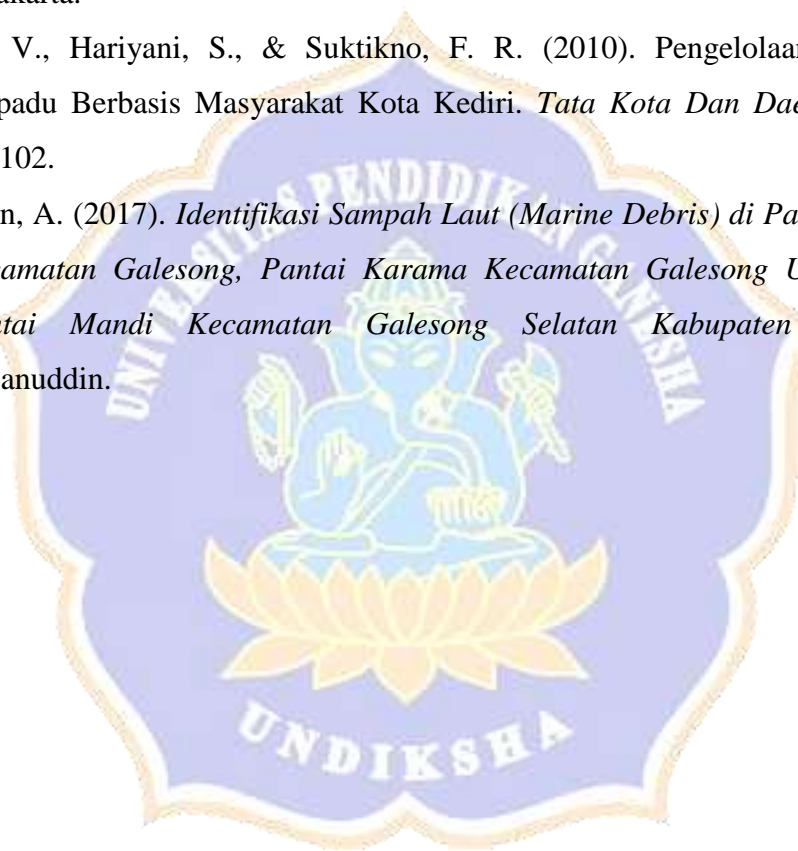 V., Hariyani, S., & Suktikno, F. R. (2010). Pengelolaan
padu Berbasis Masyarakat Kota Kediri. Tata Kota Dan Dae
102.
n, A. (2017). Identifikasi Sampah Laut (Marine Debris) di Pa
camatan Galesong, Pantai Karama Kecamatan Galesong U
tai Mandi Kecamatan Galesong Selatan Kabupaten
anuddin.
UNIVERSITAS PENDIDIKAN GANESHA
UNDIKSHA